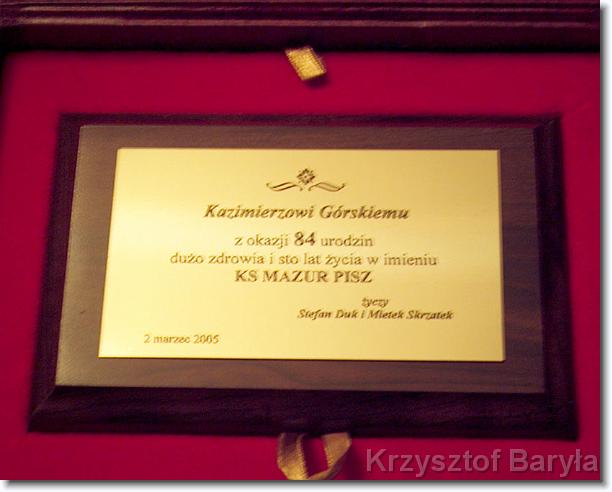 Kazimierzowi Górskiemu
z okazji 84 urodzin
dużo zdrowia i sto lat życia w imieniu
KS MAZUR PISZ
życzy
Stefan Duk i Mietek Skrzatek
2 marzec 2005
Krzysztof Baryła